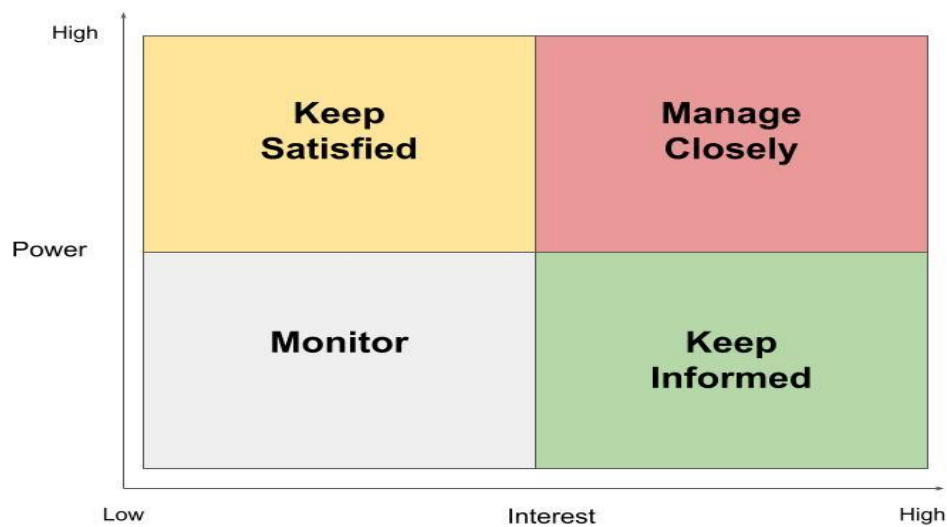 High
Keep
Satisfied
Manage
Closely
Power
Monitor
Keep
Informed
Low
Interest
High